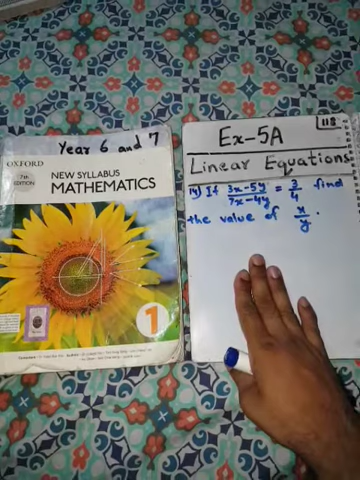 Year 6 and 7
OXFORD
7th
EDITION
NEW SYLLABUS
MATHEMATICS
1
118
Ex-5A
Linear Equations
14) If 3x-5y/7x-4y = 3/4 find
the value of x/y.